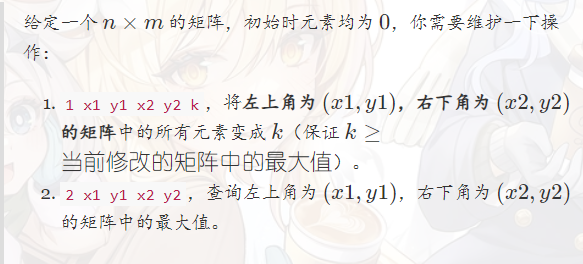 给定一个 n × m 的矩阵，初始时元素均为 0，你需要维护一下操
作：
1. 1 x1 y1 x2 y2 k ，将左上角为 (x1, y1)，右下角为 (x2, y2)
的矩阵中的所有元素变成 k（保证 k ≥
当前修改的矩阵中的最大值）。
2. 2 x1 y1 x2 y2 ，查询左上角为 (x1, y1)，右下角为 (x2, y2)
的矩阵中的最大值。